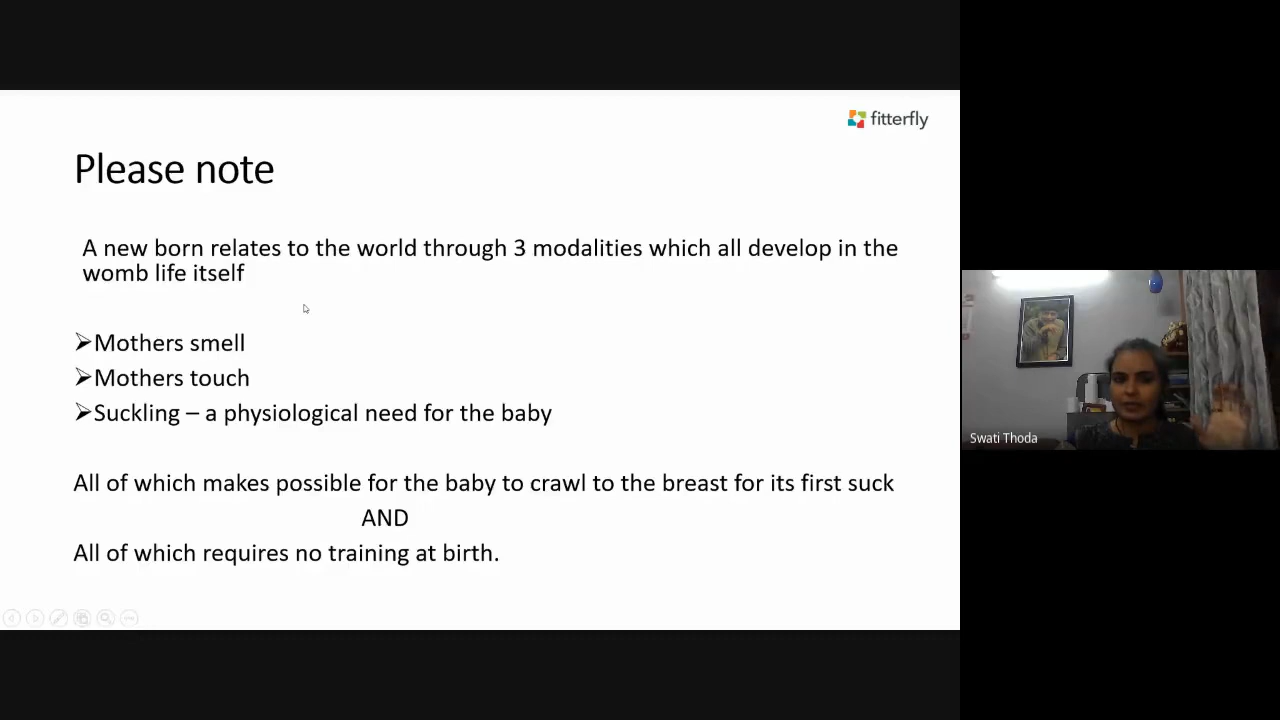 fitterfly
Please note
A new born relates to the world through 3 modalities which all develop in the
womb life itself
➢Mothers smell
➢Mothers touch
➢Suckling – a physiological need for the baby
All of which makes possible for the baby to crawl to the breast for its first suck
AND
All of which requires no training at birth.
Swati Thoda